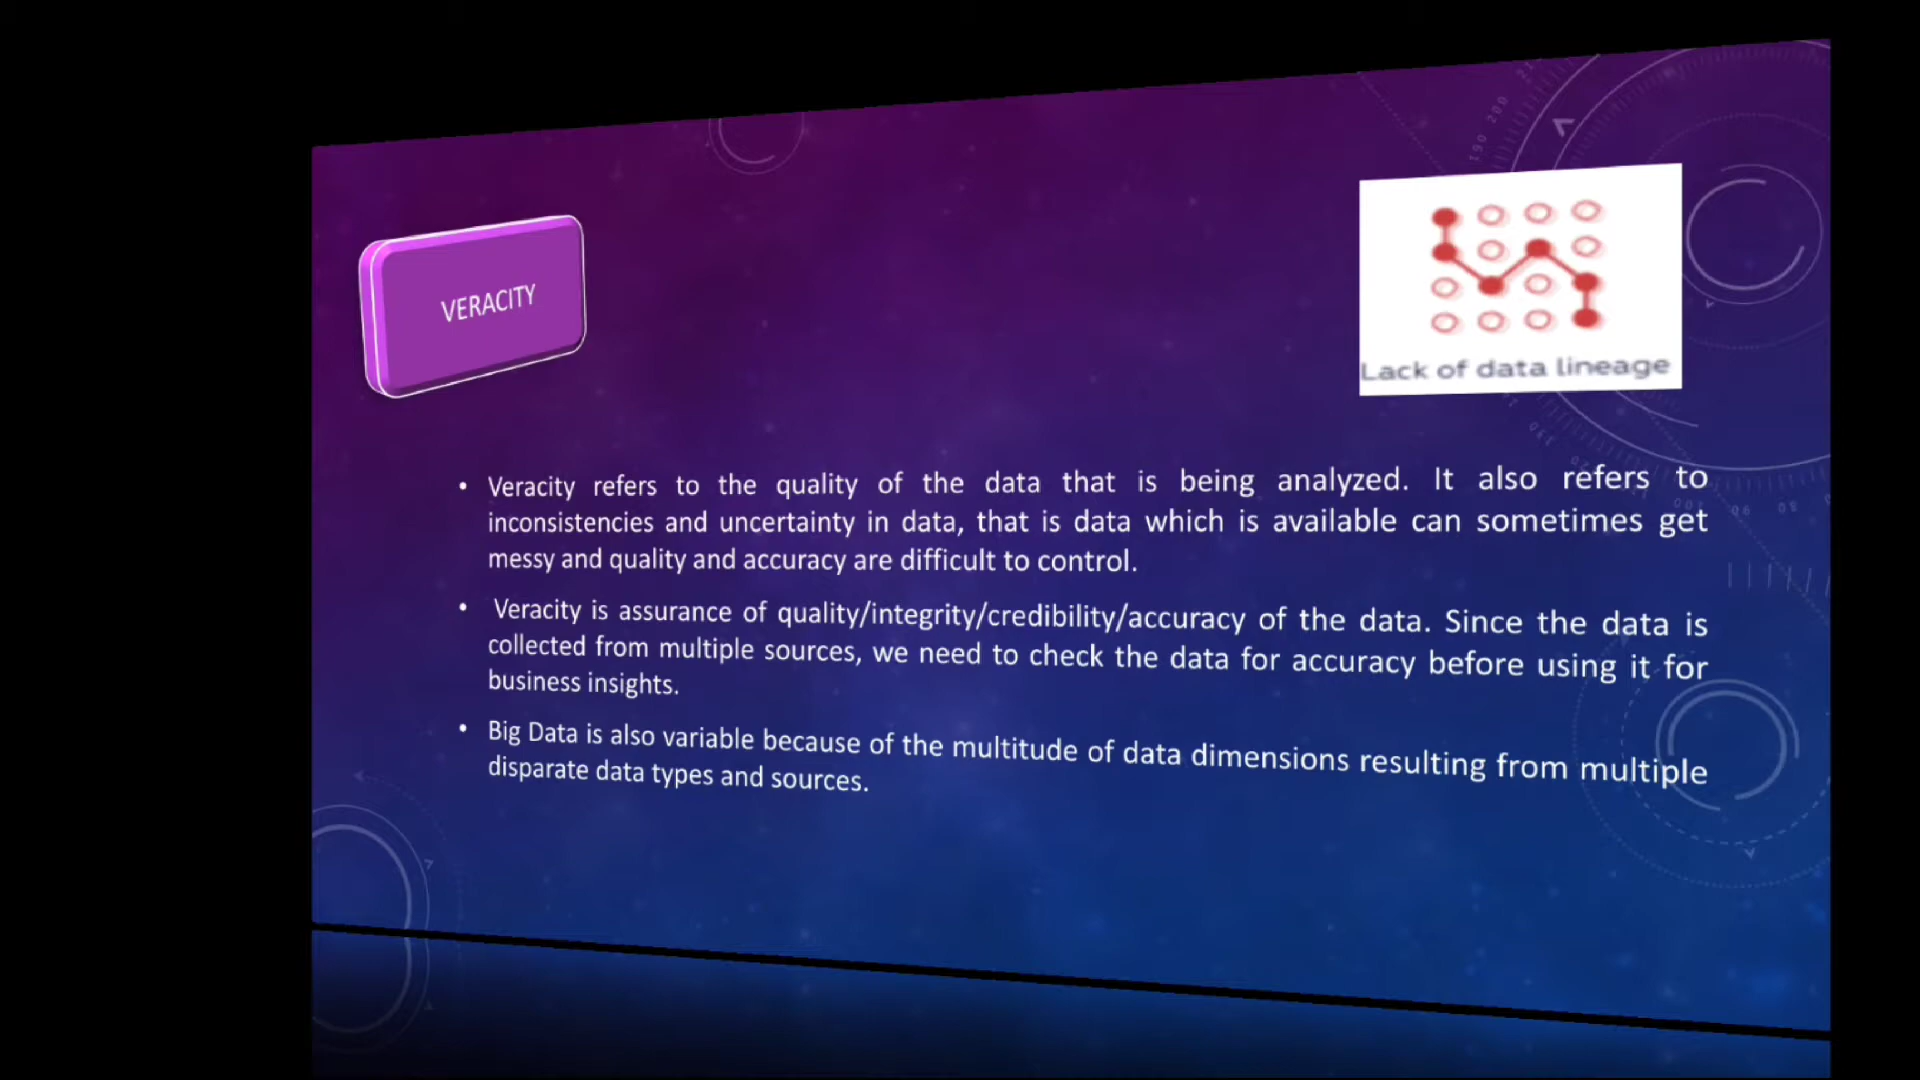 VERACITY
Lack of data lineage
• Veracity refers to the quality of the data that is being analyzed. It also refers to
inconsistencies and uncertainty in data, that is data which is available can sometimes get
messy and quality and accuracy are difficult to control.
• Veracity is assurance of quality/integrity/credibility/accuracy of the data. Since the data is
collected from multiple sources, we need to check the data for accuracy before using it for
business insights.
• Big Data is also variable because of the multitude of data dimensions resulting from multiple
disparate data types and sources.